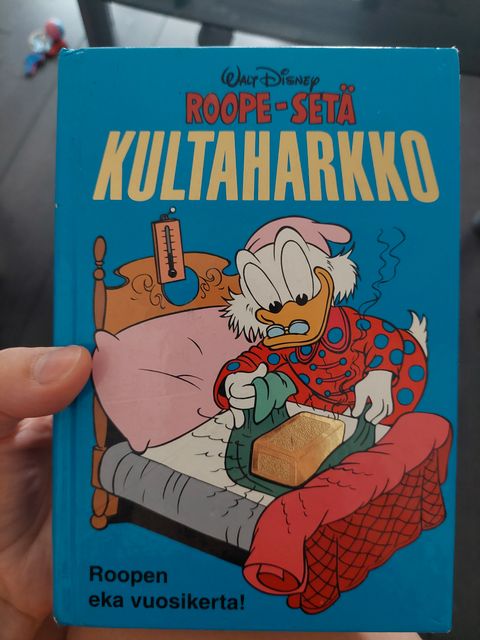 WALT DISNEY
ROOPE-SETÄ
KULTAHARKKO
Roopen
eka vuosikerta!